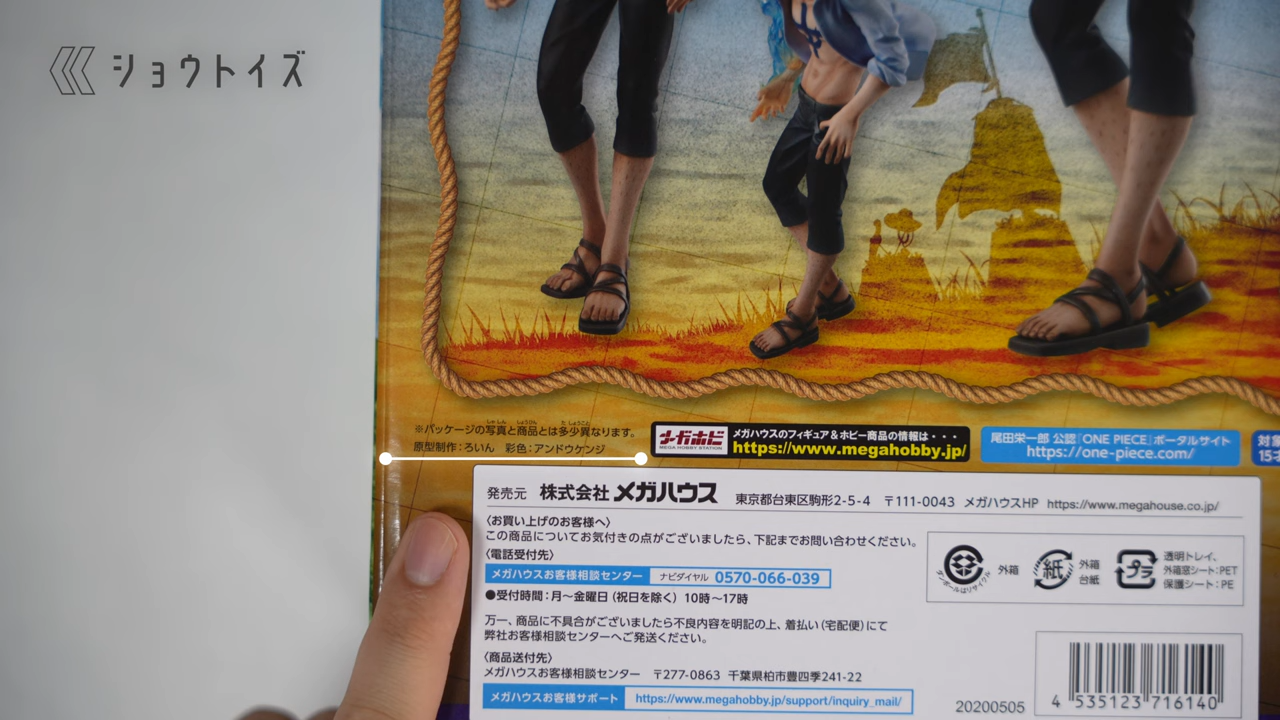 ショウトイズ
※パッケージの写真と商品とは多少異なります。
原型制作：ろいん　彩色：アンドウケンジ
メガホビ
MEGA HOBBY STATION
メガハウスのフィギュア＆ホビー商品の情報は・・・
https://www.megahobby.jp/
尾田栄一郎 公認『ONE PIECE』ポータルサイト
https://one-piece.com/
対象
15才
発売元 株式会社 メガハウス 東京都台東区駒形2-5-4 〒111-0043 メガハウスHP https://www.megahouse.co.jp/
〈お買い上げのお客様へ〉
この商品についてお気付きの点がございましたら、下記までお問い合わせください。
〈電話受付先〉
メガハウスお客様相談センター ナビダイヤル 0570-066-039
●受付時間：月〜金曜日（祝日を除く）10時〜17時
万一、商品に不具合がございましたら不良内容を明記の上、着払い（宅配便）にて
弊社お客様相談センターへご発送ください。
〈商品送付先〉
メガハウスお客様相談センター 〒277-0863 千葉県柏市豊四季241-22
メガハウスお客様サポート https://www.megahobby.jp/support/inquiry_mail/
ダンボールはリサイクル
外箱
紙
外箱
台紙
プラ
透明トレイ、
外箱窓シート：PET
保護シート：PE
20200505
4 535123 716140